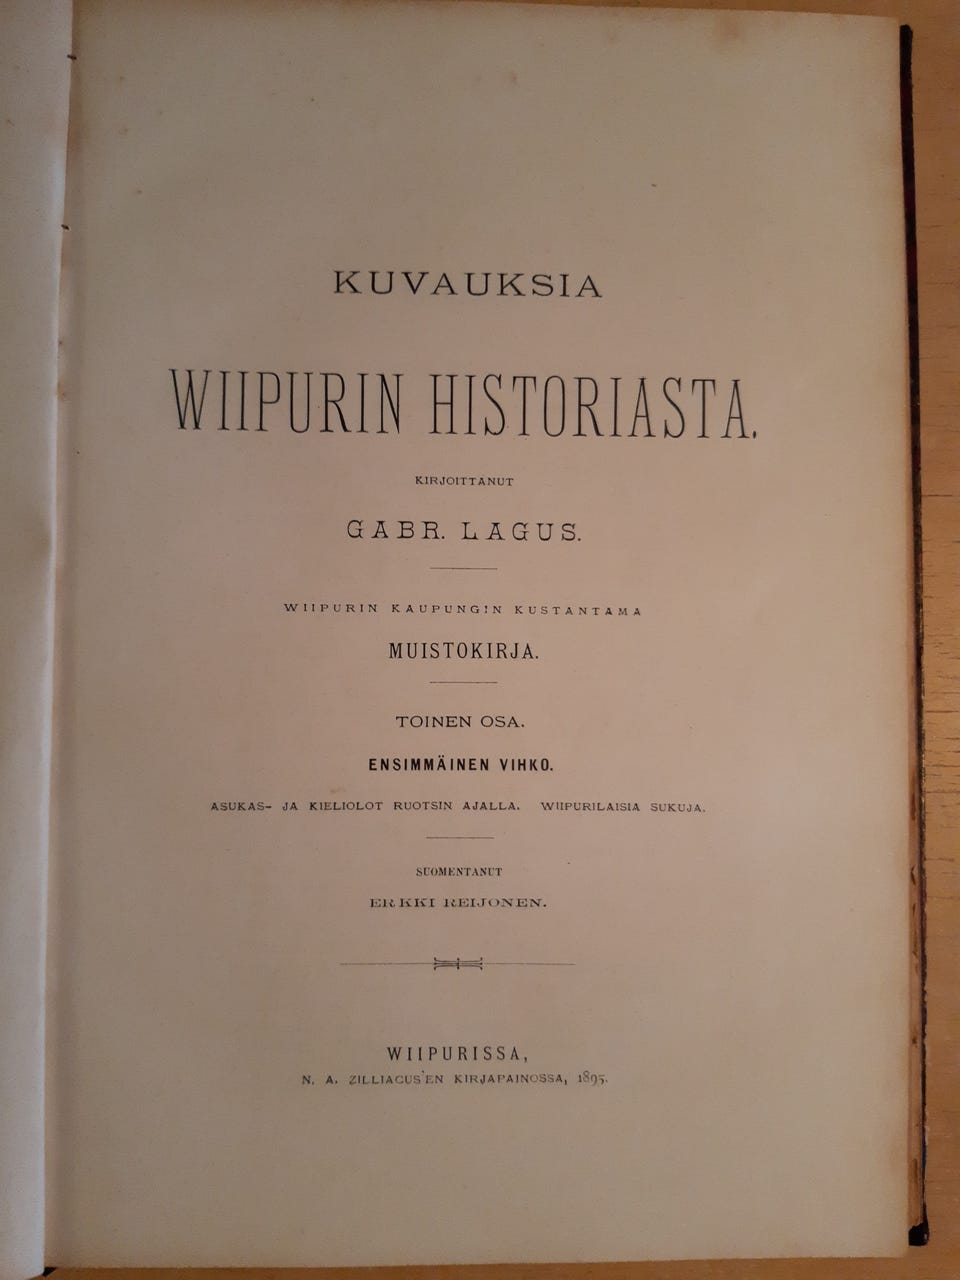 KUVAUKSIA
WIIPURIN HISTORIASTA.
KIRJOITTANUT
GABR. LAGUS.
WIIPURIN KAUPUNGIN KUSTANTAMA
MUISTOKIRJA.
TOINEN OSA.
ENSIMMÄINEN VIHKO.
ASUKAS- JA KIELIOLOT RUOTSIN AJALLA. WIIPURILAISIA SUKUJA.
SUOMENTANUT
ERKKI REIJONEN.
WIIPURISSA,
N. A. ZILLIACUS'EN KIRJAPAINOSSA, 1895.